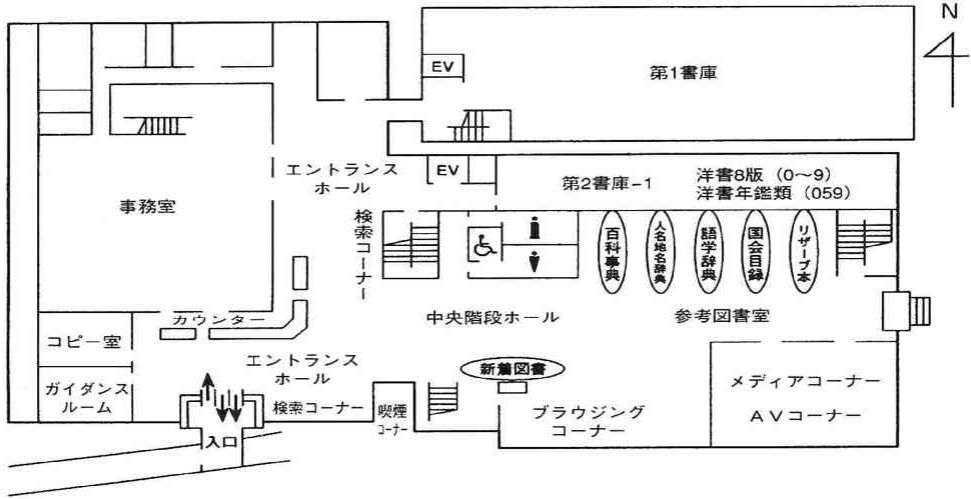 N
EV
第1書庫
エントランス
ホール
EV
第2書庫-1
洋書8版（0～9）
洋書年鑑類（059）
事務室
検索コーナー
百科事典
人名地名辞典
語学辞典
国会目録
リザーブ本
カウンター
中央階段ホール
参考図書室
コピー室
エントランス
ホール
新着図書
ガイダンス
ルーム
検索コーナー
喫煙
コーナー
ブラウジング
コーナー
メディアコーナー
AVコーナー
入口